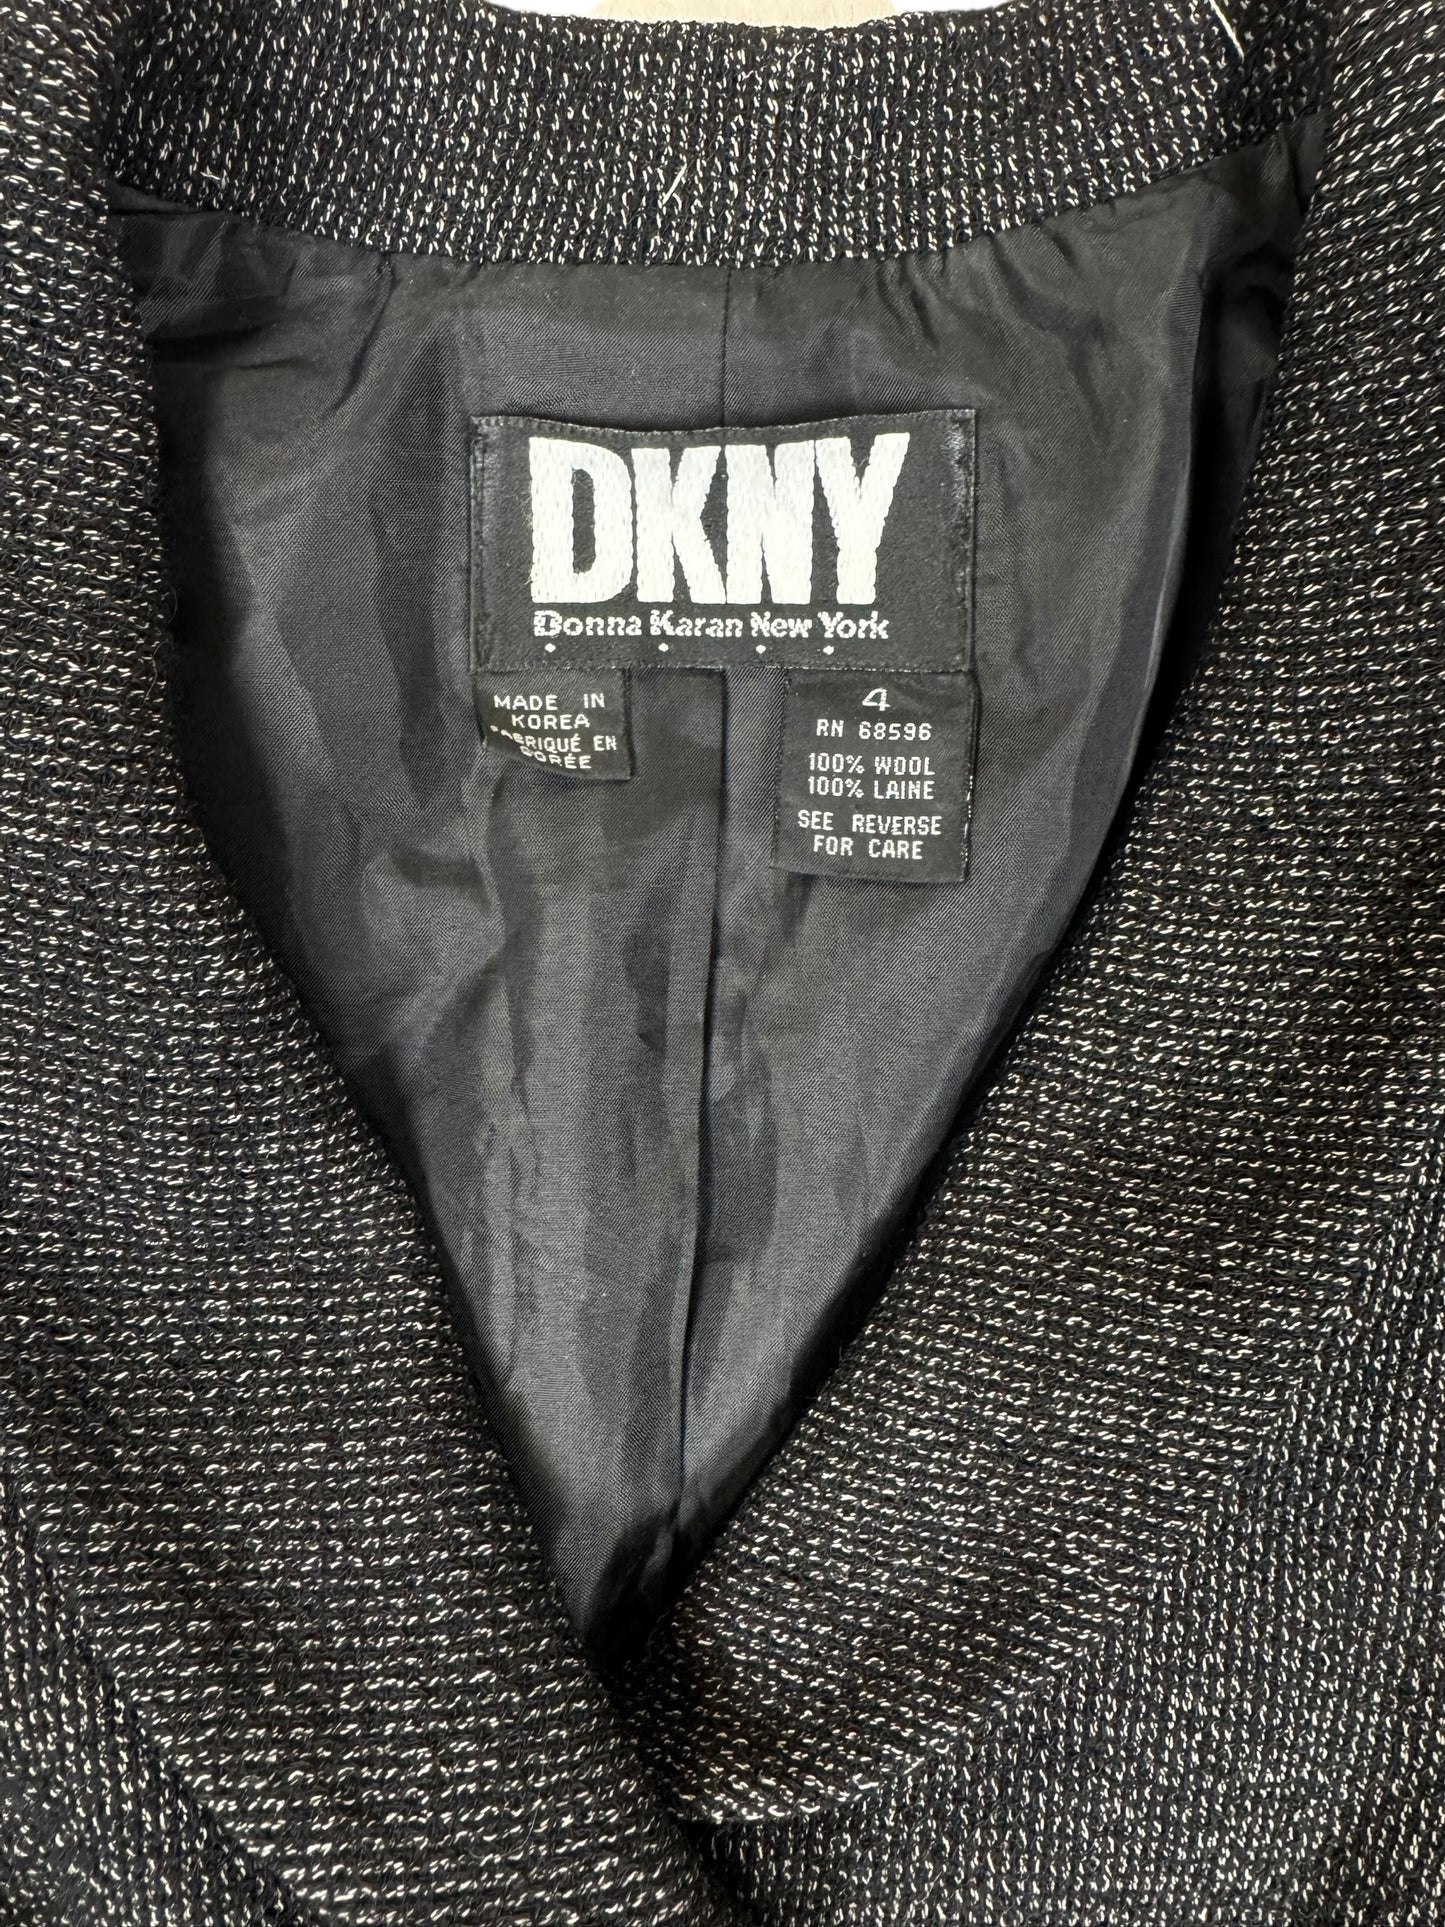 DKNY
Donna Karan New York
MADE IN
KOREA
FABRIQUÉ EN
CORÉE
4
RN 68596
100% WOOL
100% LAINE
SEE REVERSE
FOR CARE